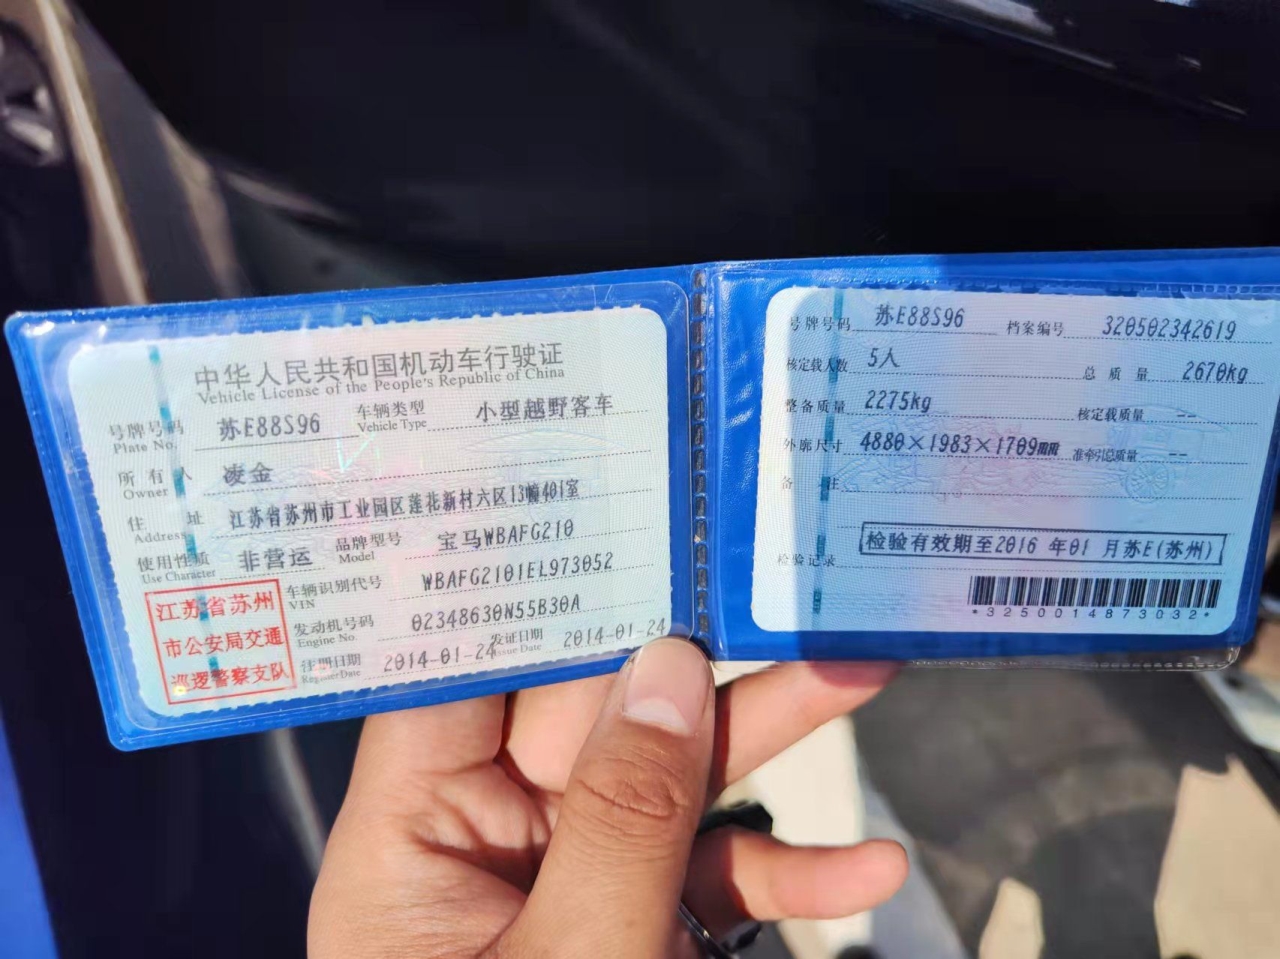 中华人民共和国机动车行驶证
Vehicle License of the People's Republic of China
号牌号码 苏E88S96 车辆类型 小型越野客车
Plate No. Vehicle Type
所有人 凌金
Owner
住址 江苏省苏州市工业园区莲花新村六区13幢401室
Address
使用性质 非营运 品牌型号 宝马WBAFG210
Use Character Model
车辆识别代号 WBAFG2101EL973052
VIN
发动机号码 02348630N55B30A
Engine No.
注册日期 2014-01-24 发证日期 2014-01-24
Register Date Issue Date
江苏省苏州
市公安局交通
巡逻警察支队
号牌号码 苏E88S96 档案编号 320502342619
核定载人数 5人 总质量 2670kg
整备质量 2275kg 核定载质量 --
外廓尺寸 4880×1983×1709mm 准牵引总质量 --
备注
检验记录 检验有效期至2016 年01 月苏E(苏州)
*3250014873032*